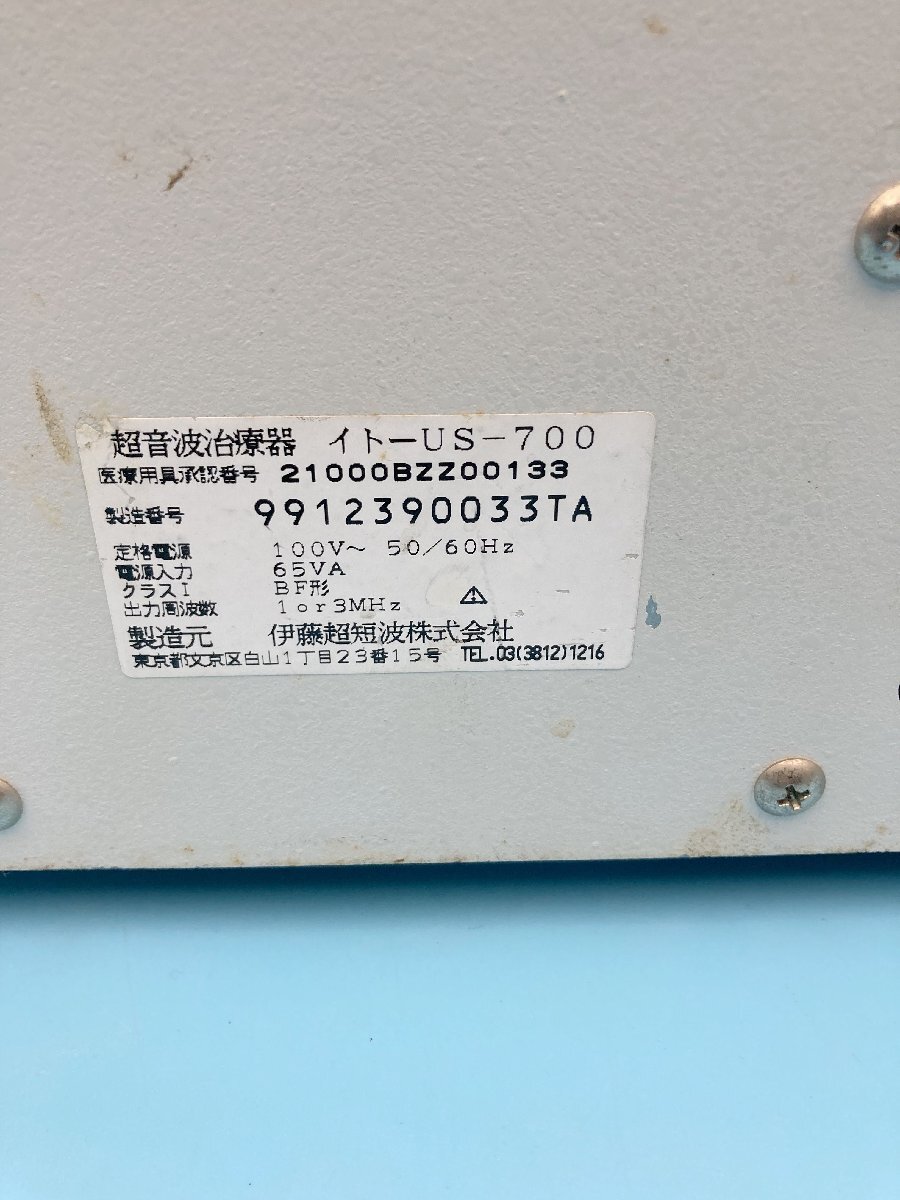 超音波治療器 イトーUS-700
医療用具承認番号 21000BZZ00133
製造番号 9912390033TA
定格電源 100V~ 50/60Hz
電源入力 65VA
クラスI BF形
出力周波数 1or3MHz
製造元 伊藤超短波株式会社
東京都文京区白山1丁目23番15号 TEL.03(3812)1216